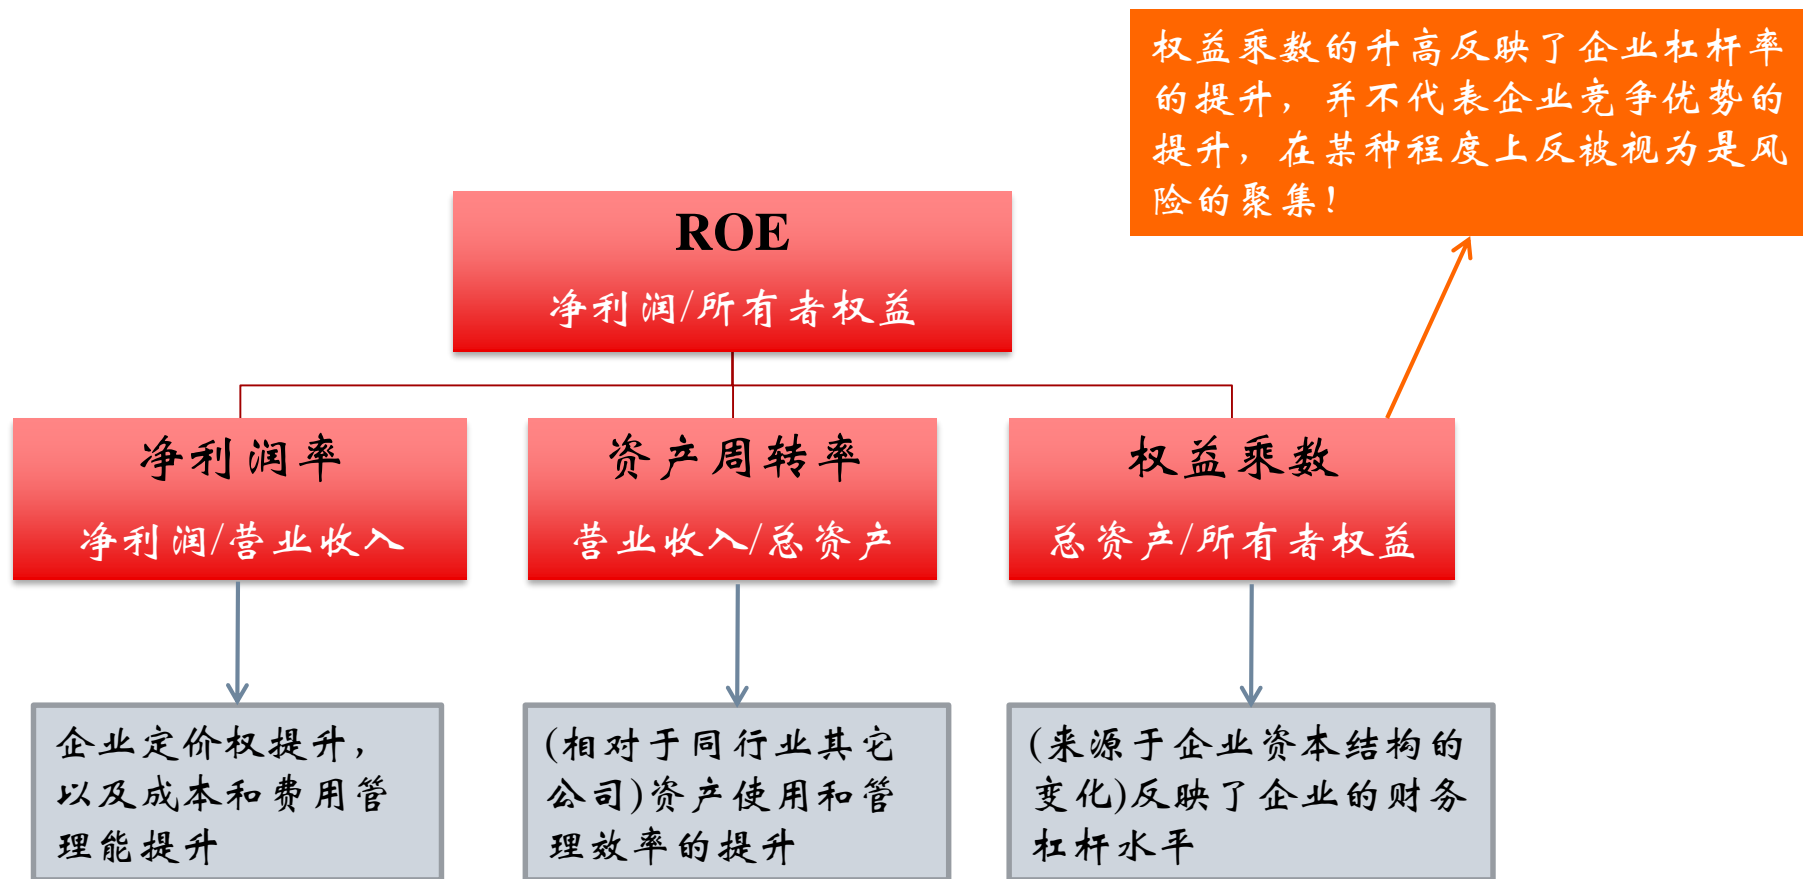 权益乘数的升高反映了企业杠杆率
的提升，并不代表企业竞争优势的
提升，在某种程度上反被视为是风
险的聚集！
ROE
净利润/所有者权益
净利润率
净利润/营业收入
资产周转率
营业收入/总资产
权益乘数
总资产/所有者权益
企业定价权提升，
以及成本和费用管
理能提升
(相对于同行业其它
公司)资产使用和管
理效率的提升
(来源于企业资本结构的
变化)反映了企业的财务
杠杆水平